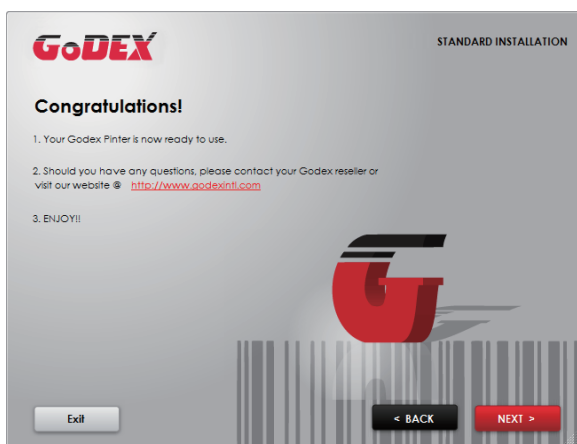 GoDEX
STANDARD INSTALLATION
Congratulations!
1. Your Godex Pinter is now ready to use.
2. Should you have any questions, please contact your Godex reseller or
visit our website @ http://www.godexintl.com
3. ENJOY!!
Exit
< BACK
NEXT >